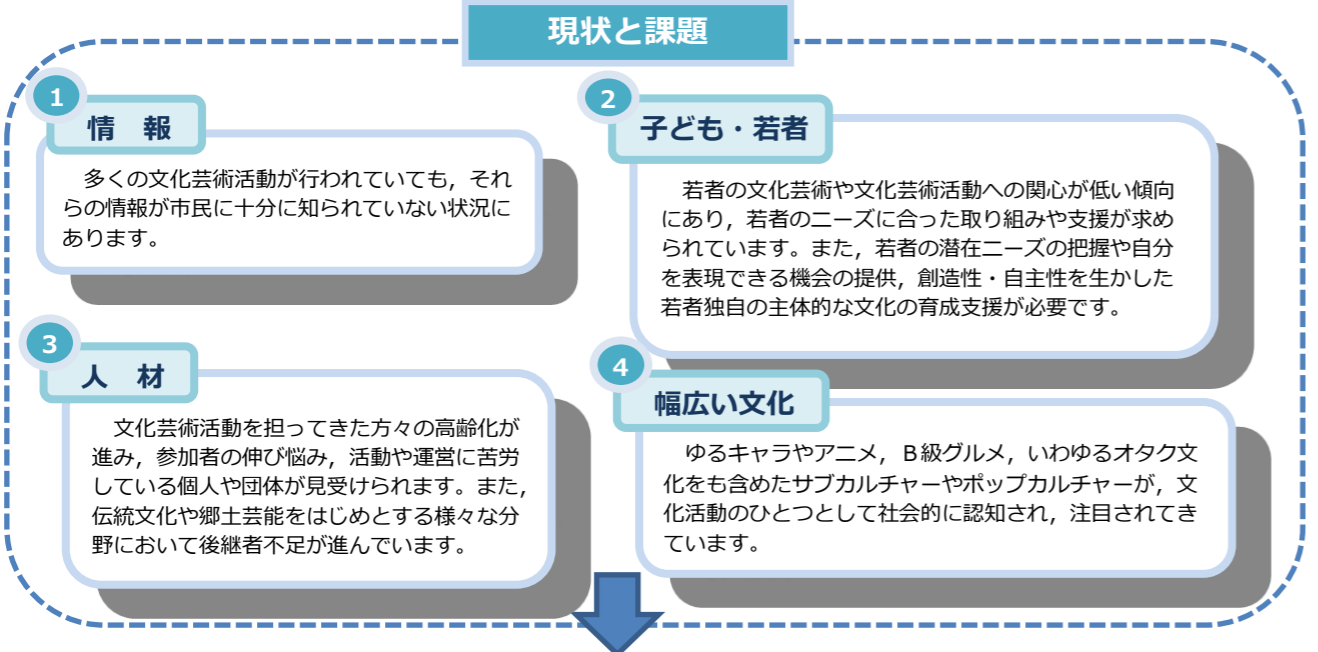 現状と課題
1
情　報
　多くの文化芸術活動が行われていても，それ
らの情報が市民に十分に知られていない状況に
あります。
2
子ども・若者
　若者の文化芸術や文化芸術活動への関心が低い傾向
にあり，若者のニーズに合った取り組みや支援が求め
られています。また，若者の潜在ニーズの把握や自分
を表現できる機会の提供，創造性・自主性を生かした
若者独自の主体的な文化の育成支援が必要です。
3
人　材
　文化芸術活動を担ってきた方々の高齢化が
進み，参加者の伸び悩み，活動や運営に苦労
している個人や団体が見受けられます。また，
伝統文化や郷土芸能をはじめとする様々な分
野において後継者不足が進んでいます。
4
幅広い文化
　ゆるキャラやアニメ，Ｂ級グルメ，いわゆるオタク文
化をも含めたサブカルチャーやポップカルチャーが，文
化活動のひとつとして社会的に認知され，注目されてき
ています。